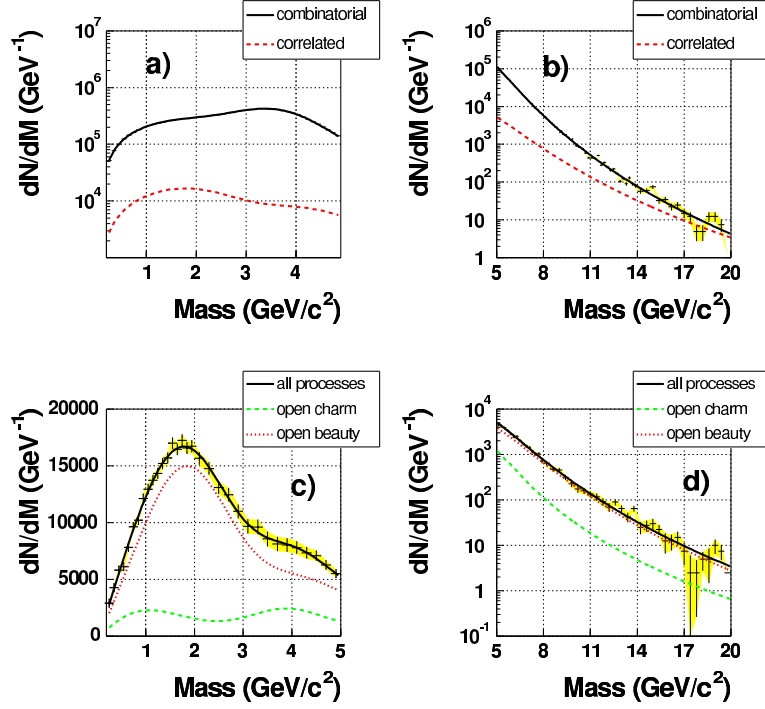 combinatorial
correlated
a)
dN/dM (GeV⁻¹)
10⁷
10⁶
10⁵
10⁴
1 2 3 4
Mass (GeV/c²)
combinatorial
correlated
b)
dN/dM (GeV⁻¹)
10⁶
10⁵
10⁴
10³
10²
10
1
5 8 11 14 17 20
Mass (GeV/c²)
all processes
open charm
open beauty
c)
dN/dM (GeV⁻¹)
20000
15000
10000
5000
0
1 2 3 4 5
Mass (GeV/c²)
all processes
open charm
open beauty
d)
dN/dM (GeV⁻¹)
10⁴
10³
10²
10
1
10⁻¹
5 8 11 14 17 20
Mass (GeV/c²)